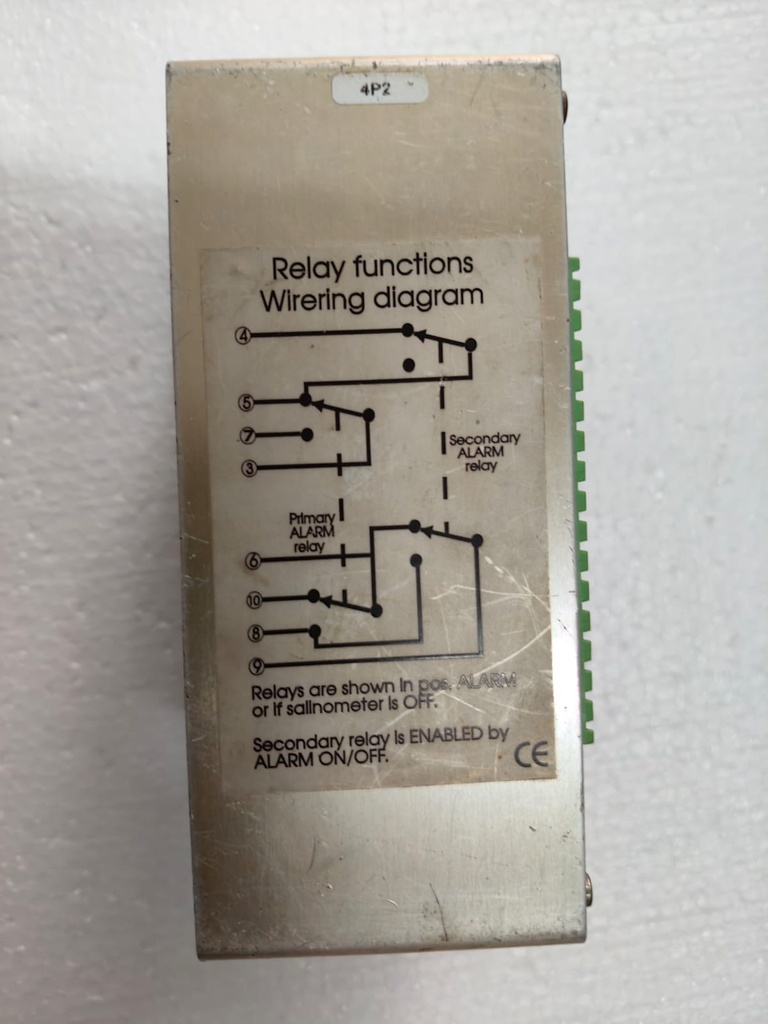 4P2
Relay functions
Wirering diagram
4
5
7
3
Secondary
ALARM
relay
Primary
ALARM
relay
6
10
8
9
Relays are shown in pos. ALARM
or if salinometer is OFF.
Secondary relay is ENABLED by
ALARM ON/OFF.
CE